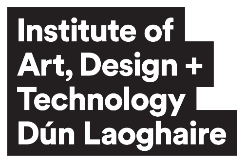 Institute of
Art, Design +
Technology
Dún Laoghaire